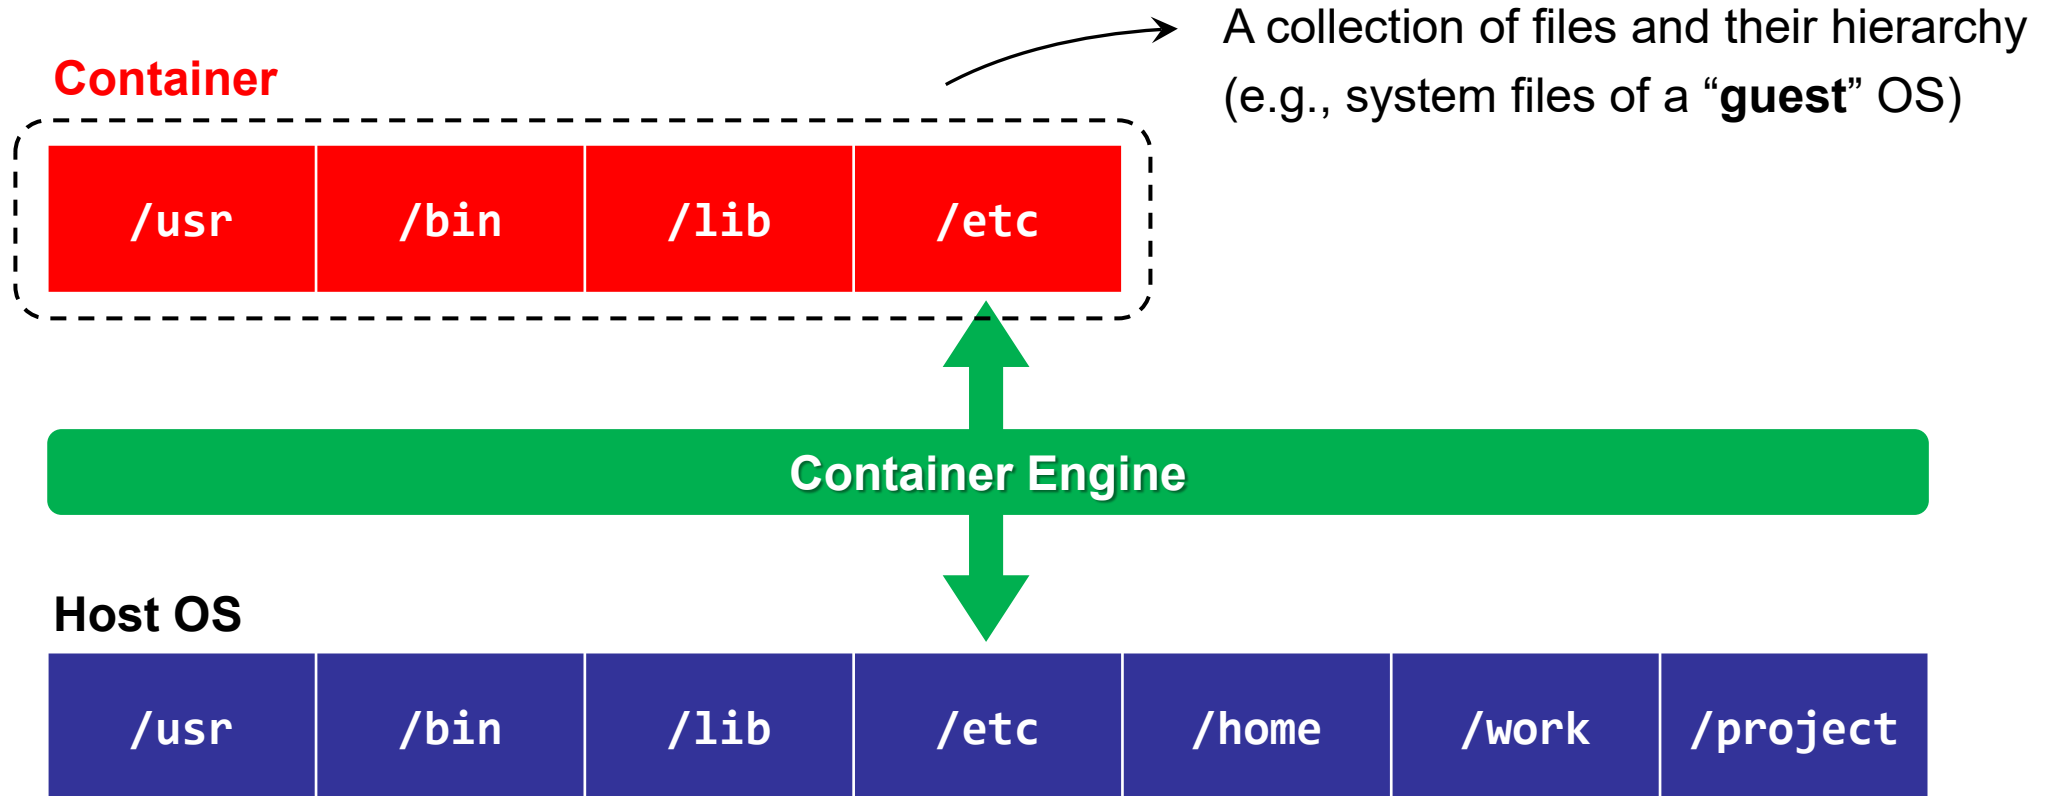 A collection of files and their hierarchy
(e.g., system files of a “guest” OS)
Container
/usr /bin /lib /etc
Container Engine
Host OS
/usr /bin /lib /etc /home /work /project